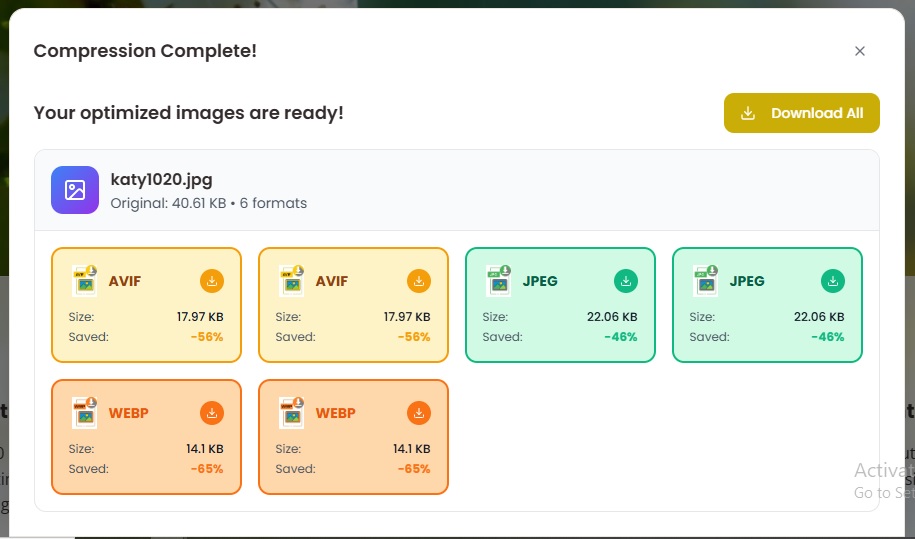 Compression Complete!
Your optimized images are ready!
Download All
katy1020.jpg
Original: 40.61 KB • 6 formats
AVIF
Size: 17.97 KB
Saved: -56%
AVIF
Size: 17.97 KB
Saved: -56%
JPEG
Size: 22.06 KB
Saved: -46%
JPEG
Size: 22.06 KB
Saved: -46%
WEBP
Size: 14.1 KB
Saved: -65%
WEBP
Size: 14.1 KB
Saved: -65%
Go to